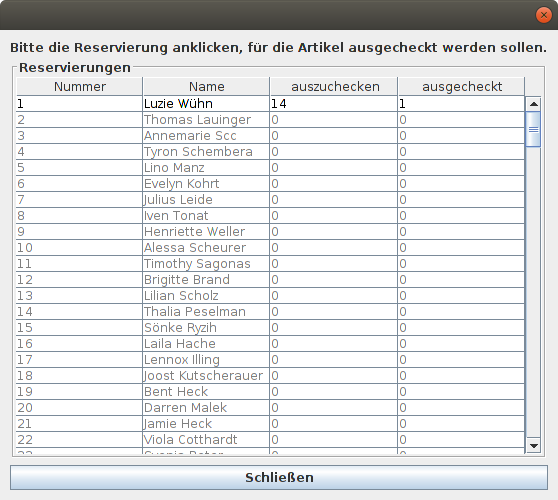 Bitte die Reservierung anklicken, für die Artikel ausgecheckt werden sollen.
Reservierungen
Nummer Name auszuchecken ausgecheckt
1 Luzie Wühn 14 1
2 Thomas Lauinger 0 0
3 Annemarie Scc 0 0
4 Tyron Schembera 0 0
5 Lino Manz 0 0
6 Evelyn Kohrt 0 0
7 Julius Leide 0 0
8 Iven Tonat 0 0
9 Henriette Weller 0 0
10 Alessa Scheurer 0 0
11 Timothy Sagonas 0 0
12 Brigitte Brand 0 0
13 Lilian Scholz 0 0
14 Thalia Peselman 0 0
15 Sönke Ryzih 0 0
16 Laila Hache 0 0
17 Lennox Illing 0 0
18 Joost Kutscherauer 0 0
19 Bent Heck 0 0
20 Darren Malek 0 0
21 Jamie Heck 0 0
22 Viola Cotthardt 0 0
Schließen